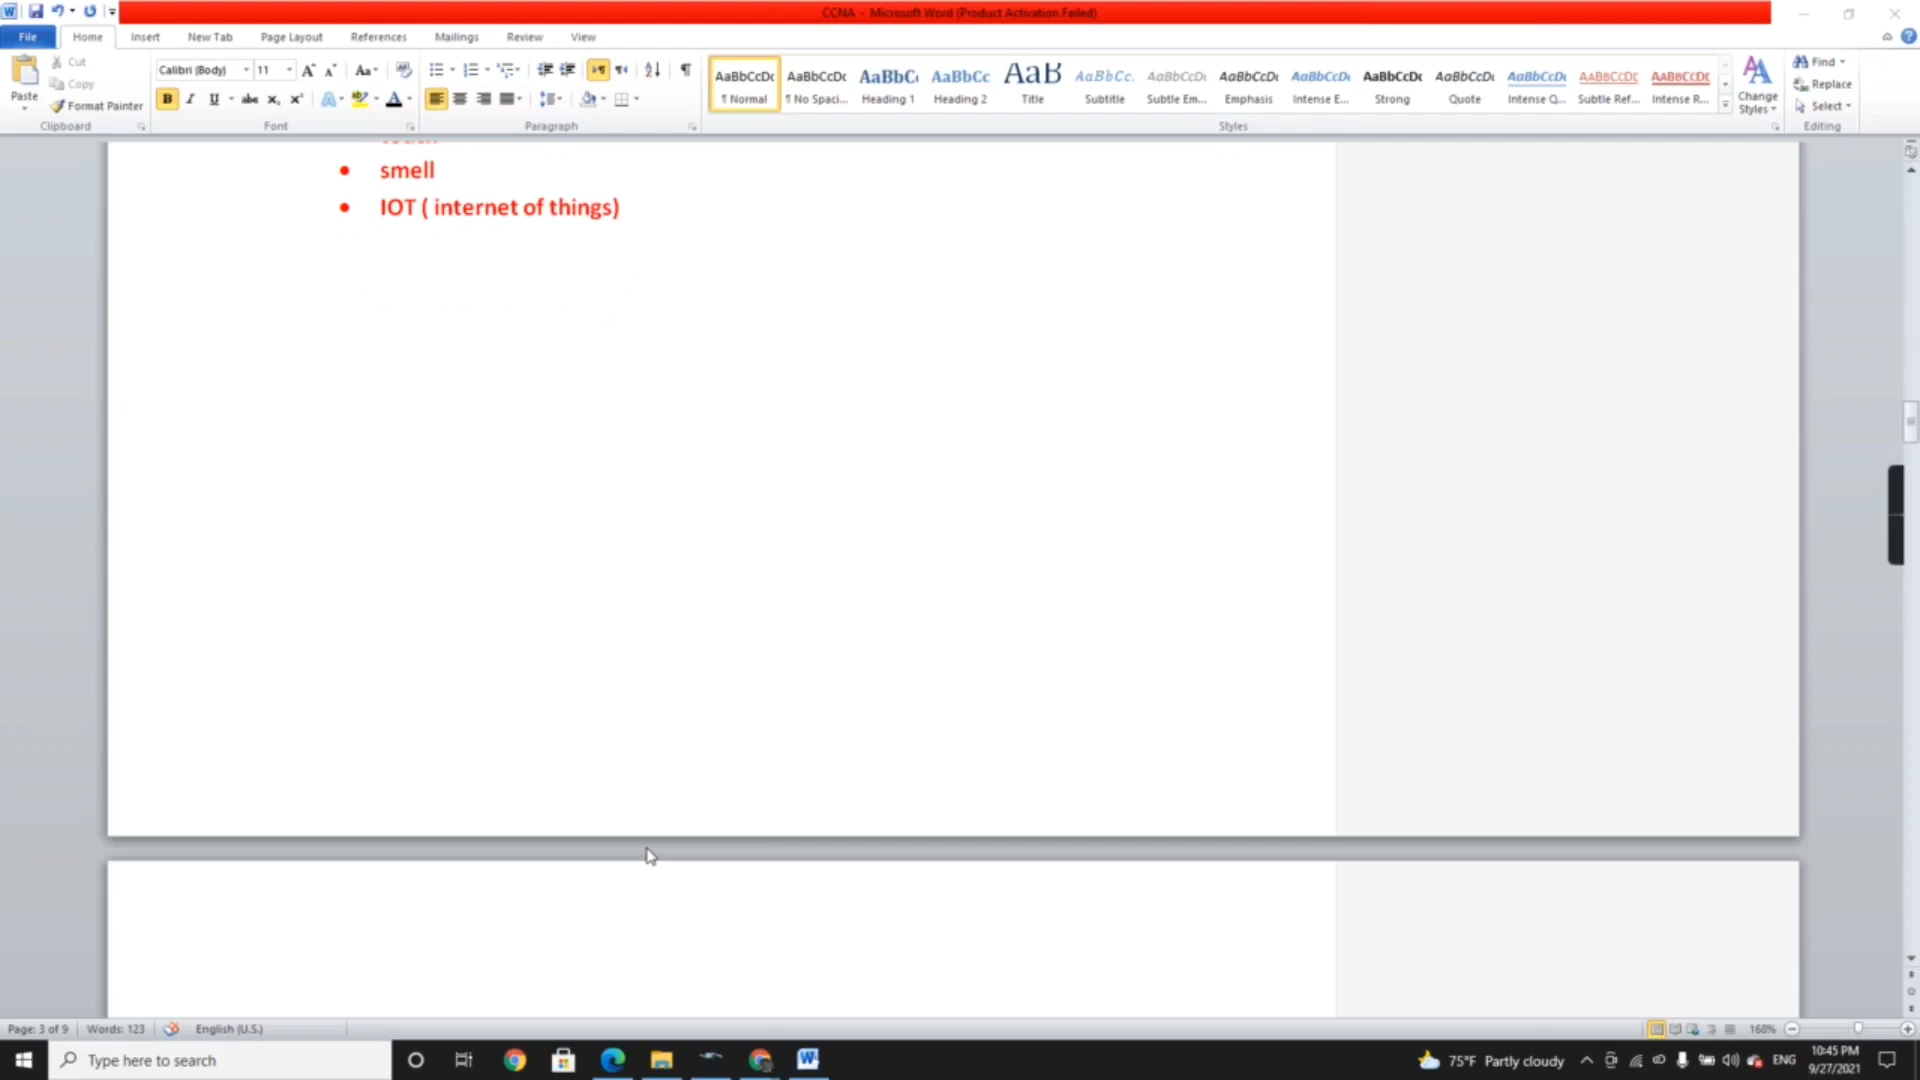 CCNA - Microsoft Word (Product Activation Failed)
File Home Insert New Tab Page Layout References Mailings Review View
Paste
Cut
Copy
Format Painter
Clipboard
Calibri (Body) 11
Font
Paragraph
AaBbCcDc AaBbCcDc AaBbC AaBbCc AaB AaBbCc. AaBbCcDc AaBbCcDc AaBbCcDc AaBbCcDc AaBbCcDc AaBbCcDc AABBCCDC AABBCCDC
¶ Normal ¶ No Spaci... Heading 1 Heading 2 Title Subtitle Subtle Em... Emphasis Intense E... Strong Quote Intense Q... Subtle Ref... Intense R...
Change
Styles
Styles
Find
Replace
Select
Editing
• smell
• IOT ( internet of things)
Page: 3 of 9 Words: 123 English (U.S.) 168%
Type here to search
75°F Partly cloudy
ENG
10:45 PM
9/27/2021